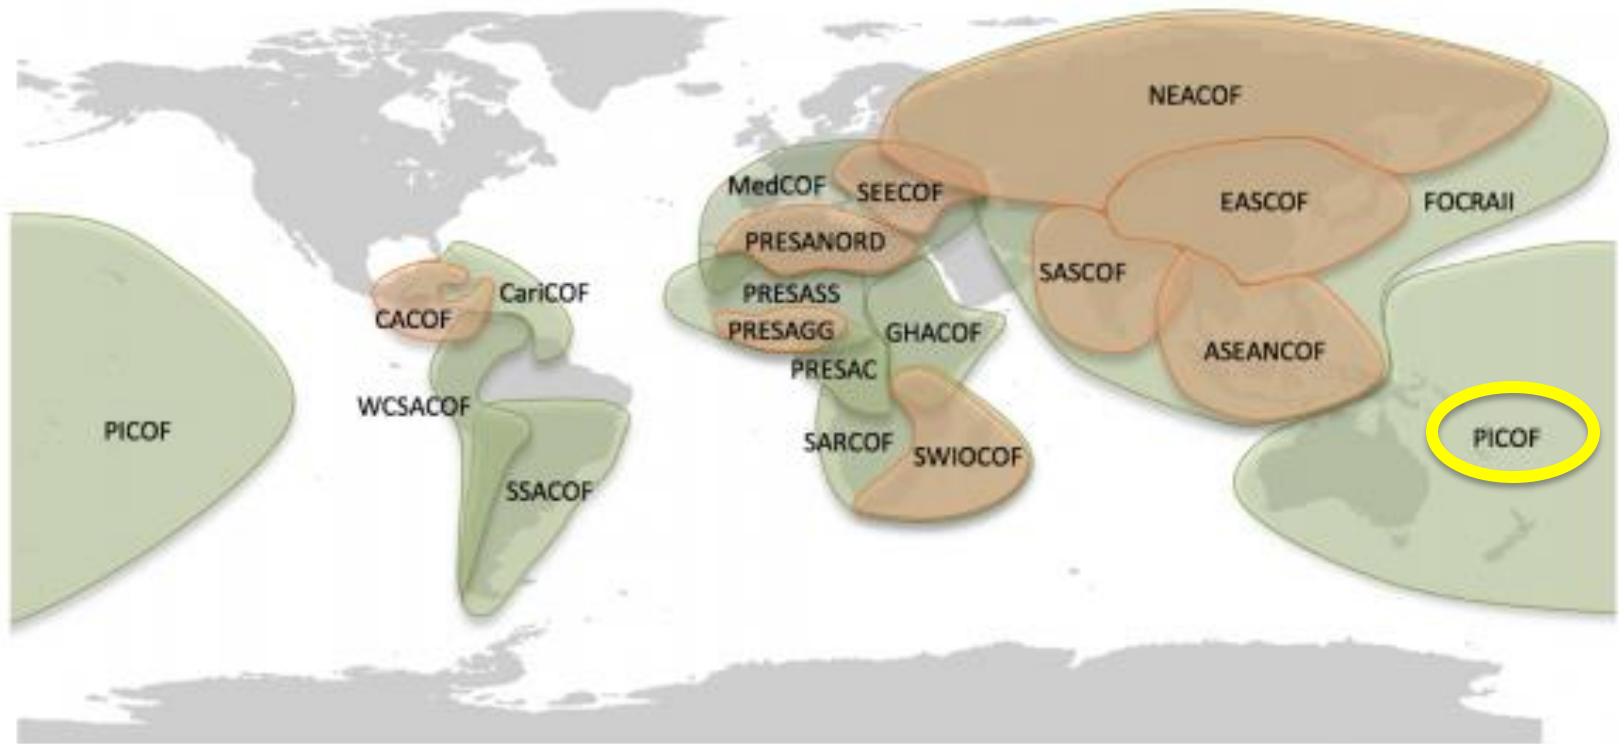 NEACOF
MedCOF
SEECOF
EASCOF
FOCRAII
PRESANORD
SASCOF
PRESASS
CariCOF
CACOF
PRESAGG
GHACOF
ASEANCOF
PRESAC
WCSACOF
PICOF
SARCOF
SWIOCOF
PICOF
SSACOF